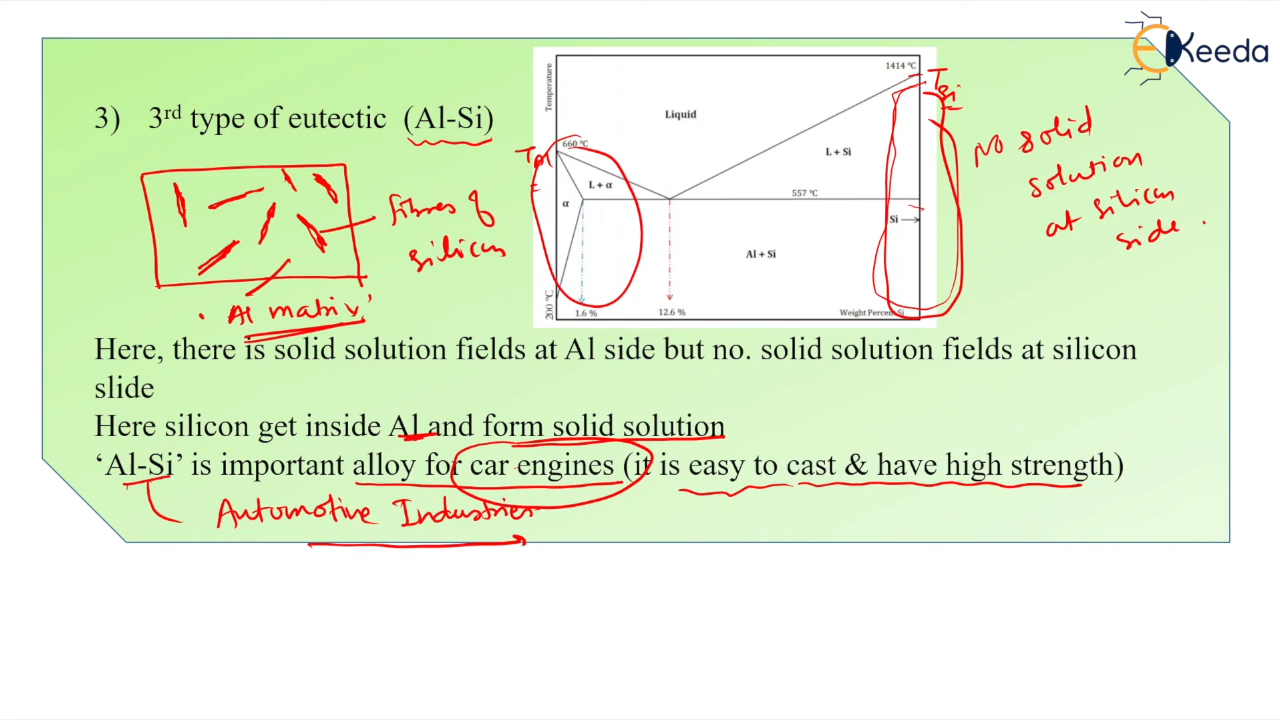 eKeeda
3) 3rd type of eutectic (Al-Si)
fibres of
silicon
Al matrix
Temperature
1414 °C
TSi
Liquid
660 °C
TAl
L + Si
L + α
557 °C
α
Si
Al + Si
200 °C
1.6 %
12.6 %
Weight Percent Si
No solid
solution
at silicon
side.
Here, there is solid solution fields at Al side but no. solid solution fields at silicon
slide
Here silicon get inside Al and form solid solution
‘Al-Si’ is important alloy for car engines (it is easy to cast & have high strength)
Automotive Industries